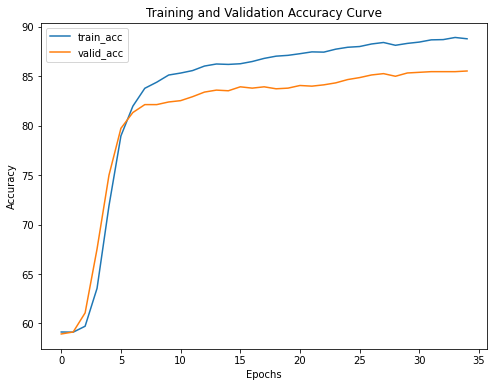 Training and Validation Accuracy Curve
train_acc
valid_acc
Accuracy
90
85
80
75
70
65
60
0 5 10 15 20 25 30 35
Epochs